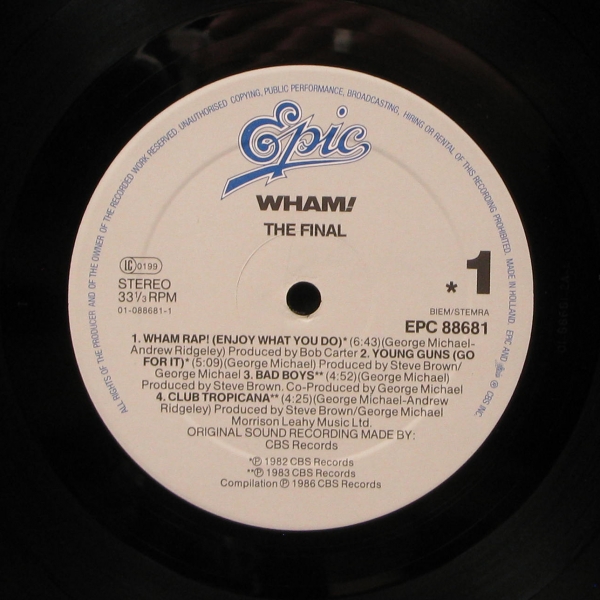 ALL RIGHTS OF THE PRODUCER AND OF THE OWNER OF THE RECORDED WORK RESERVED. UNAUTHORISED COPYING, PUBLIC PERFORMANCE, BROADCASTING, HIRING OR RENTAL OF THIS RECORDING PROHIBITED. MADE IN HOLLAND. EPIC AND Epic ® CBS INC.
Epic
WHAM!
THE FINAL
LC 0199
STEREO
33⅓ RPM
01-088681-1
* 1
BIEM/STEMRA
EPC 88681
1. WHAM RAP! (ENJOY WHAT YOU DO)* (6:43)(George Michael-
Andrew Ridgeley) Produced by Bob Carter 2. YOUNG GUNS (GO
FOR IT)* (5:09)(George Michael) Produced by Steve Brown/
George Michael 3. BAD BOYS** (4:52)(George Michael)
Produced by Steve Brown. Co-Produced by George Michael
4. CLUB TROPICANA** (4:25)(George Michael-Andrew
Ridgeley) Produced by Steve Brown/George Michael
Morrison Leahy Music Ltd.
ORIGINAL SOUND RECORDING MADE BY:
CBS Records
*℗ 1982 CBS Records
**℗ 1983 CBS Records
Compilation ℗ 1986 CBS Records